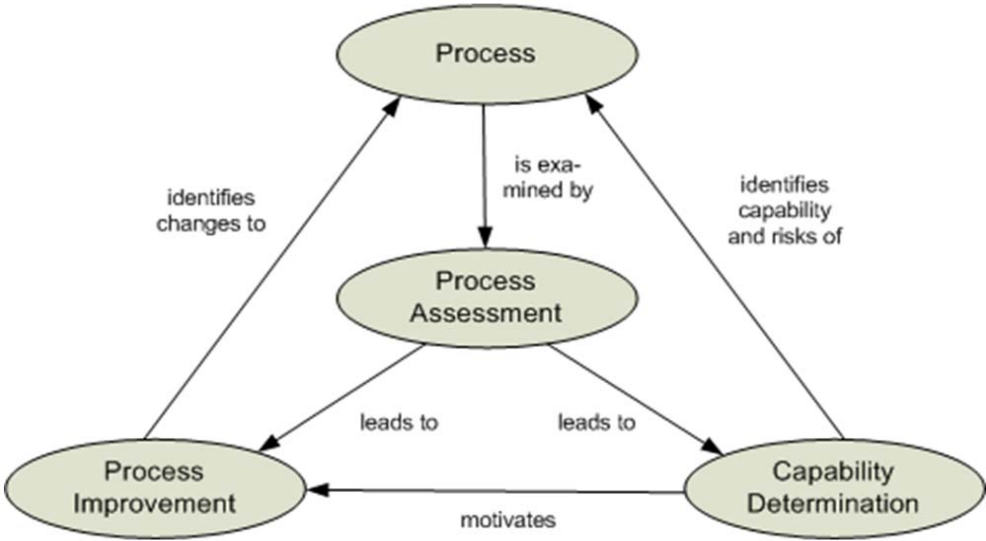 Process
is exa-
mined by
identifies
changes to
identifies
capability
and risks of
Process
Assessment
leads to
leads to
Process
Improvement
Capability
Determination
motivates